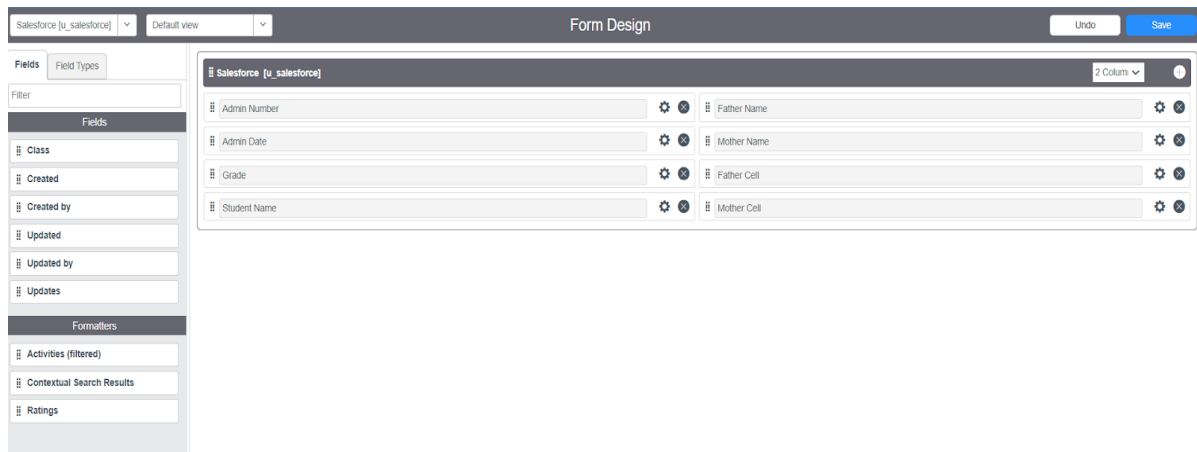 Salesforce [u_salesforce]
Default view
Form Design
Undo
Save
Fields
Field Types
Filter
Fields
Class
Created
Created by
Updated
Updated by
Updates
Formatters
Activities (filtered)
Contextual Search Results
Ratings
Salesforce [u_salesforce]
2 Colum
Admin Number
Father Name
Admin Date
Mother Name
Grade
Father Cell
Student Name
Mother Cell